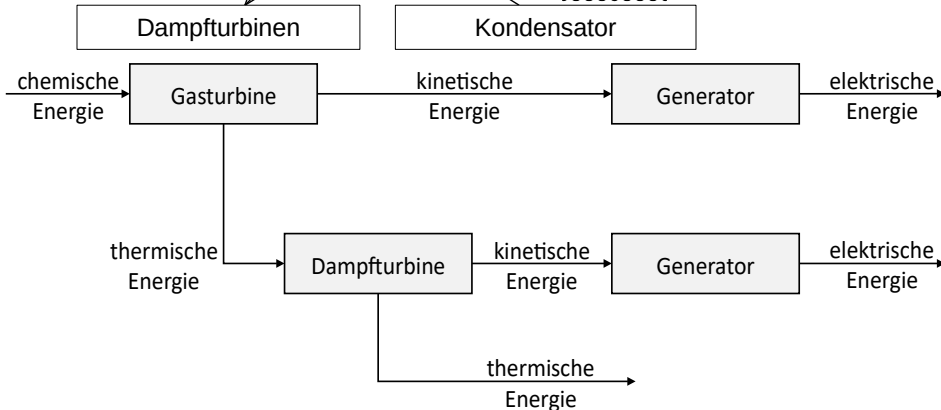 Dampfturbinen Kondensator
chemische kinetische elektrische
Gasturbine Generator
Energie Energie Energie
thermische kinetische elektrische
Dampfturbine Generator
Energie Energie Energie
thermische
Energie